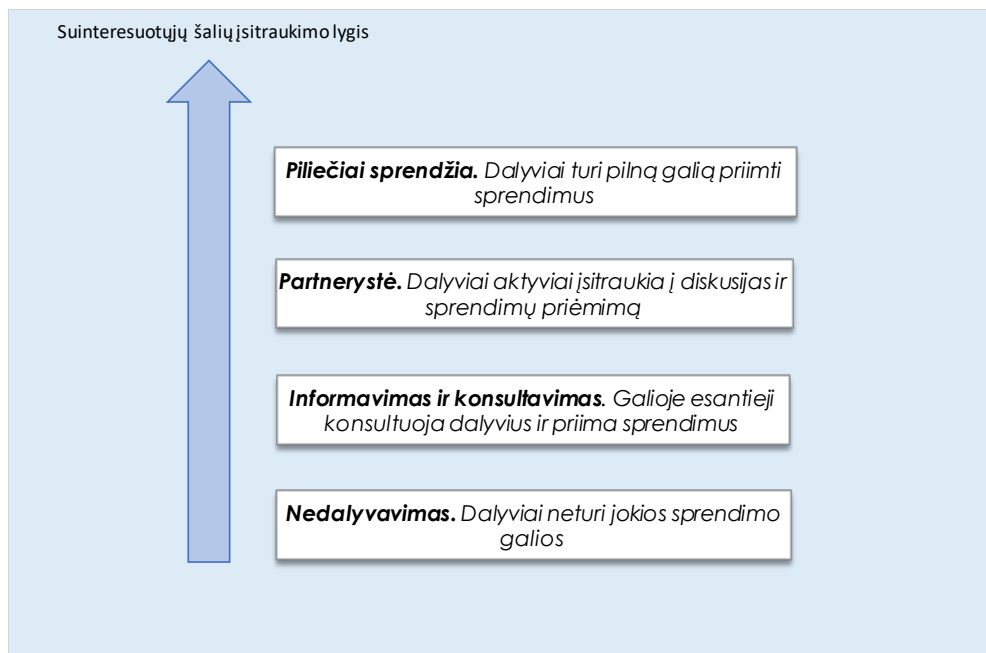 Suinteresuotųjų šalių įsitraukimo lygis
Piliečiai sprendžia. Dalyviai turi pilną galią priimti
sprendimus
Partnerystė. Dalyviai aktyviai įsitraukia į diskusijas ir
sprendimų priėmimą
Informavimas ir konsultavimas. Galioje esantieji
konsultuoja dalyvius ir priima sprendimus
Nedalyvavimas. Dalyviai neturi jokios sprendimo
galios